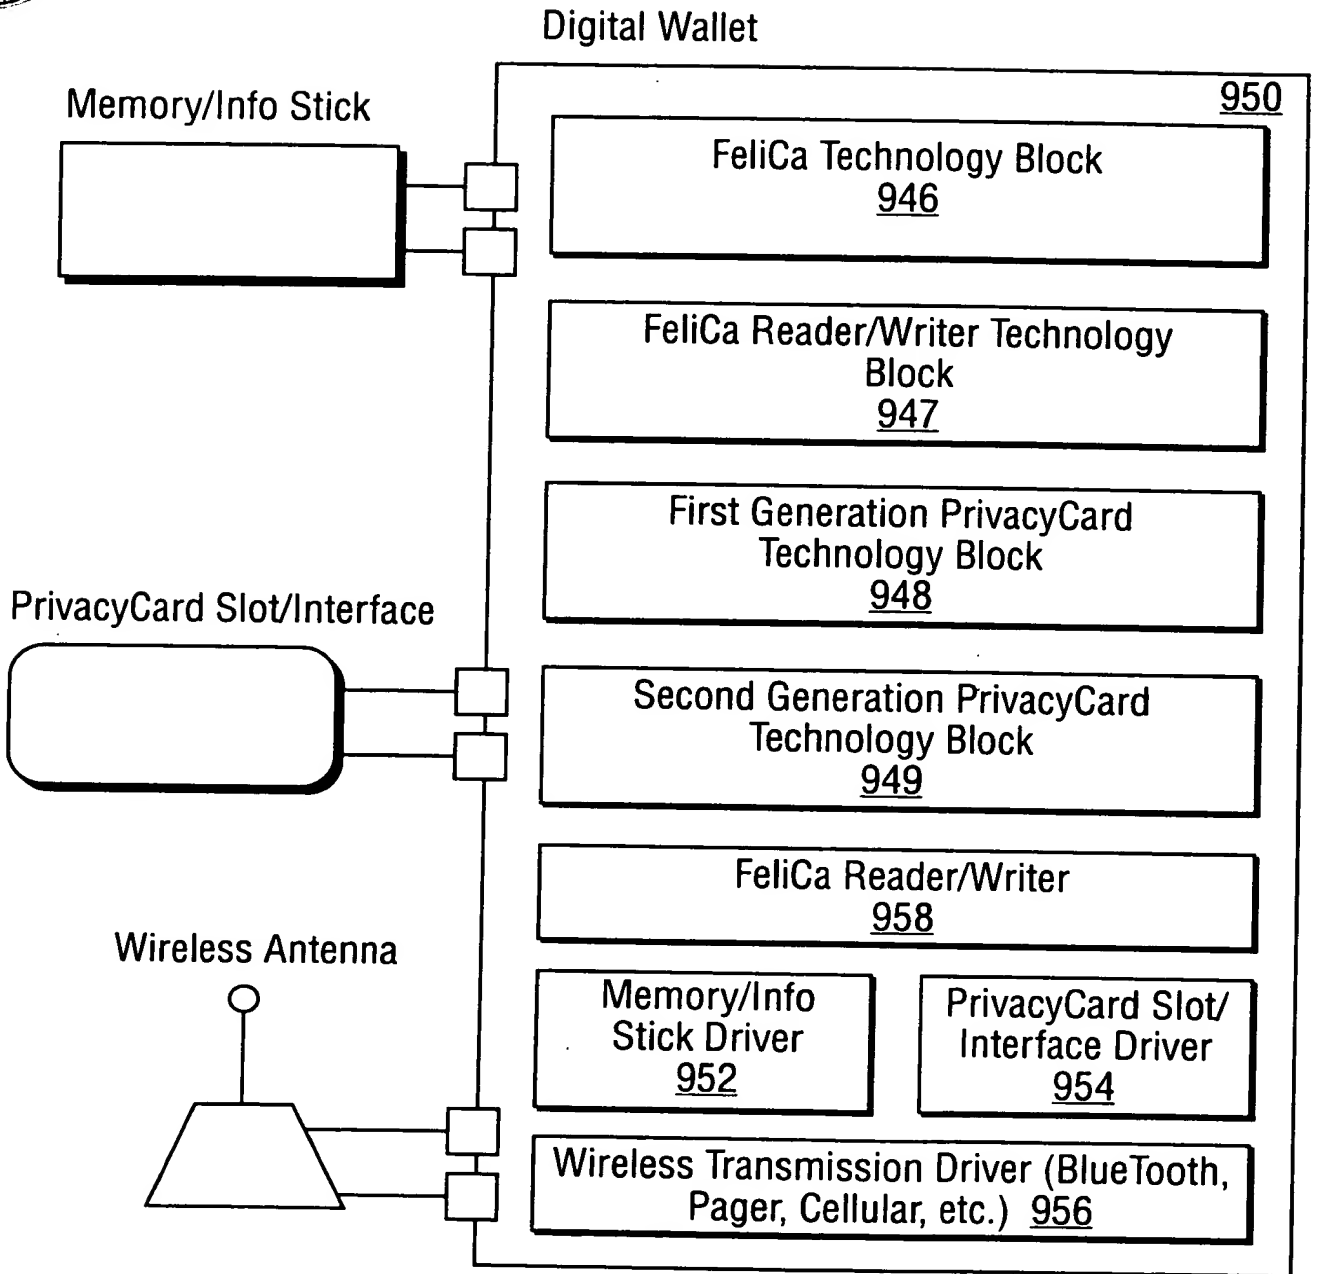 Digital Wallet
950
Memory/Info Stick
FeliCa Technology Block
946
FeliCa Reader/Writer Technology
Block
947
First Generation PrivacyCard
Technology Block
948
PrivacyCard Slot/Interface
Second Generation PrivacyCard
Technology Block
949
FeliCa Reader/Writer
958
Wireless Antenna
Memory/Info
Stick Driver
952
PrivacyCard Slot/
Interface Driver
954
Wireless Transmission Driver (BlueTooth,
Pager, Cellular, etc.) 956